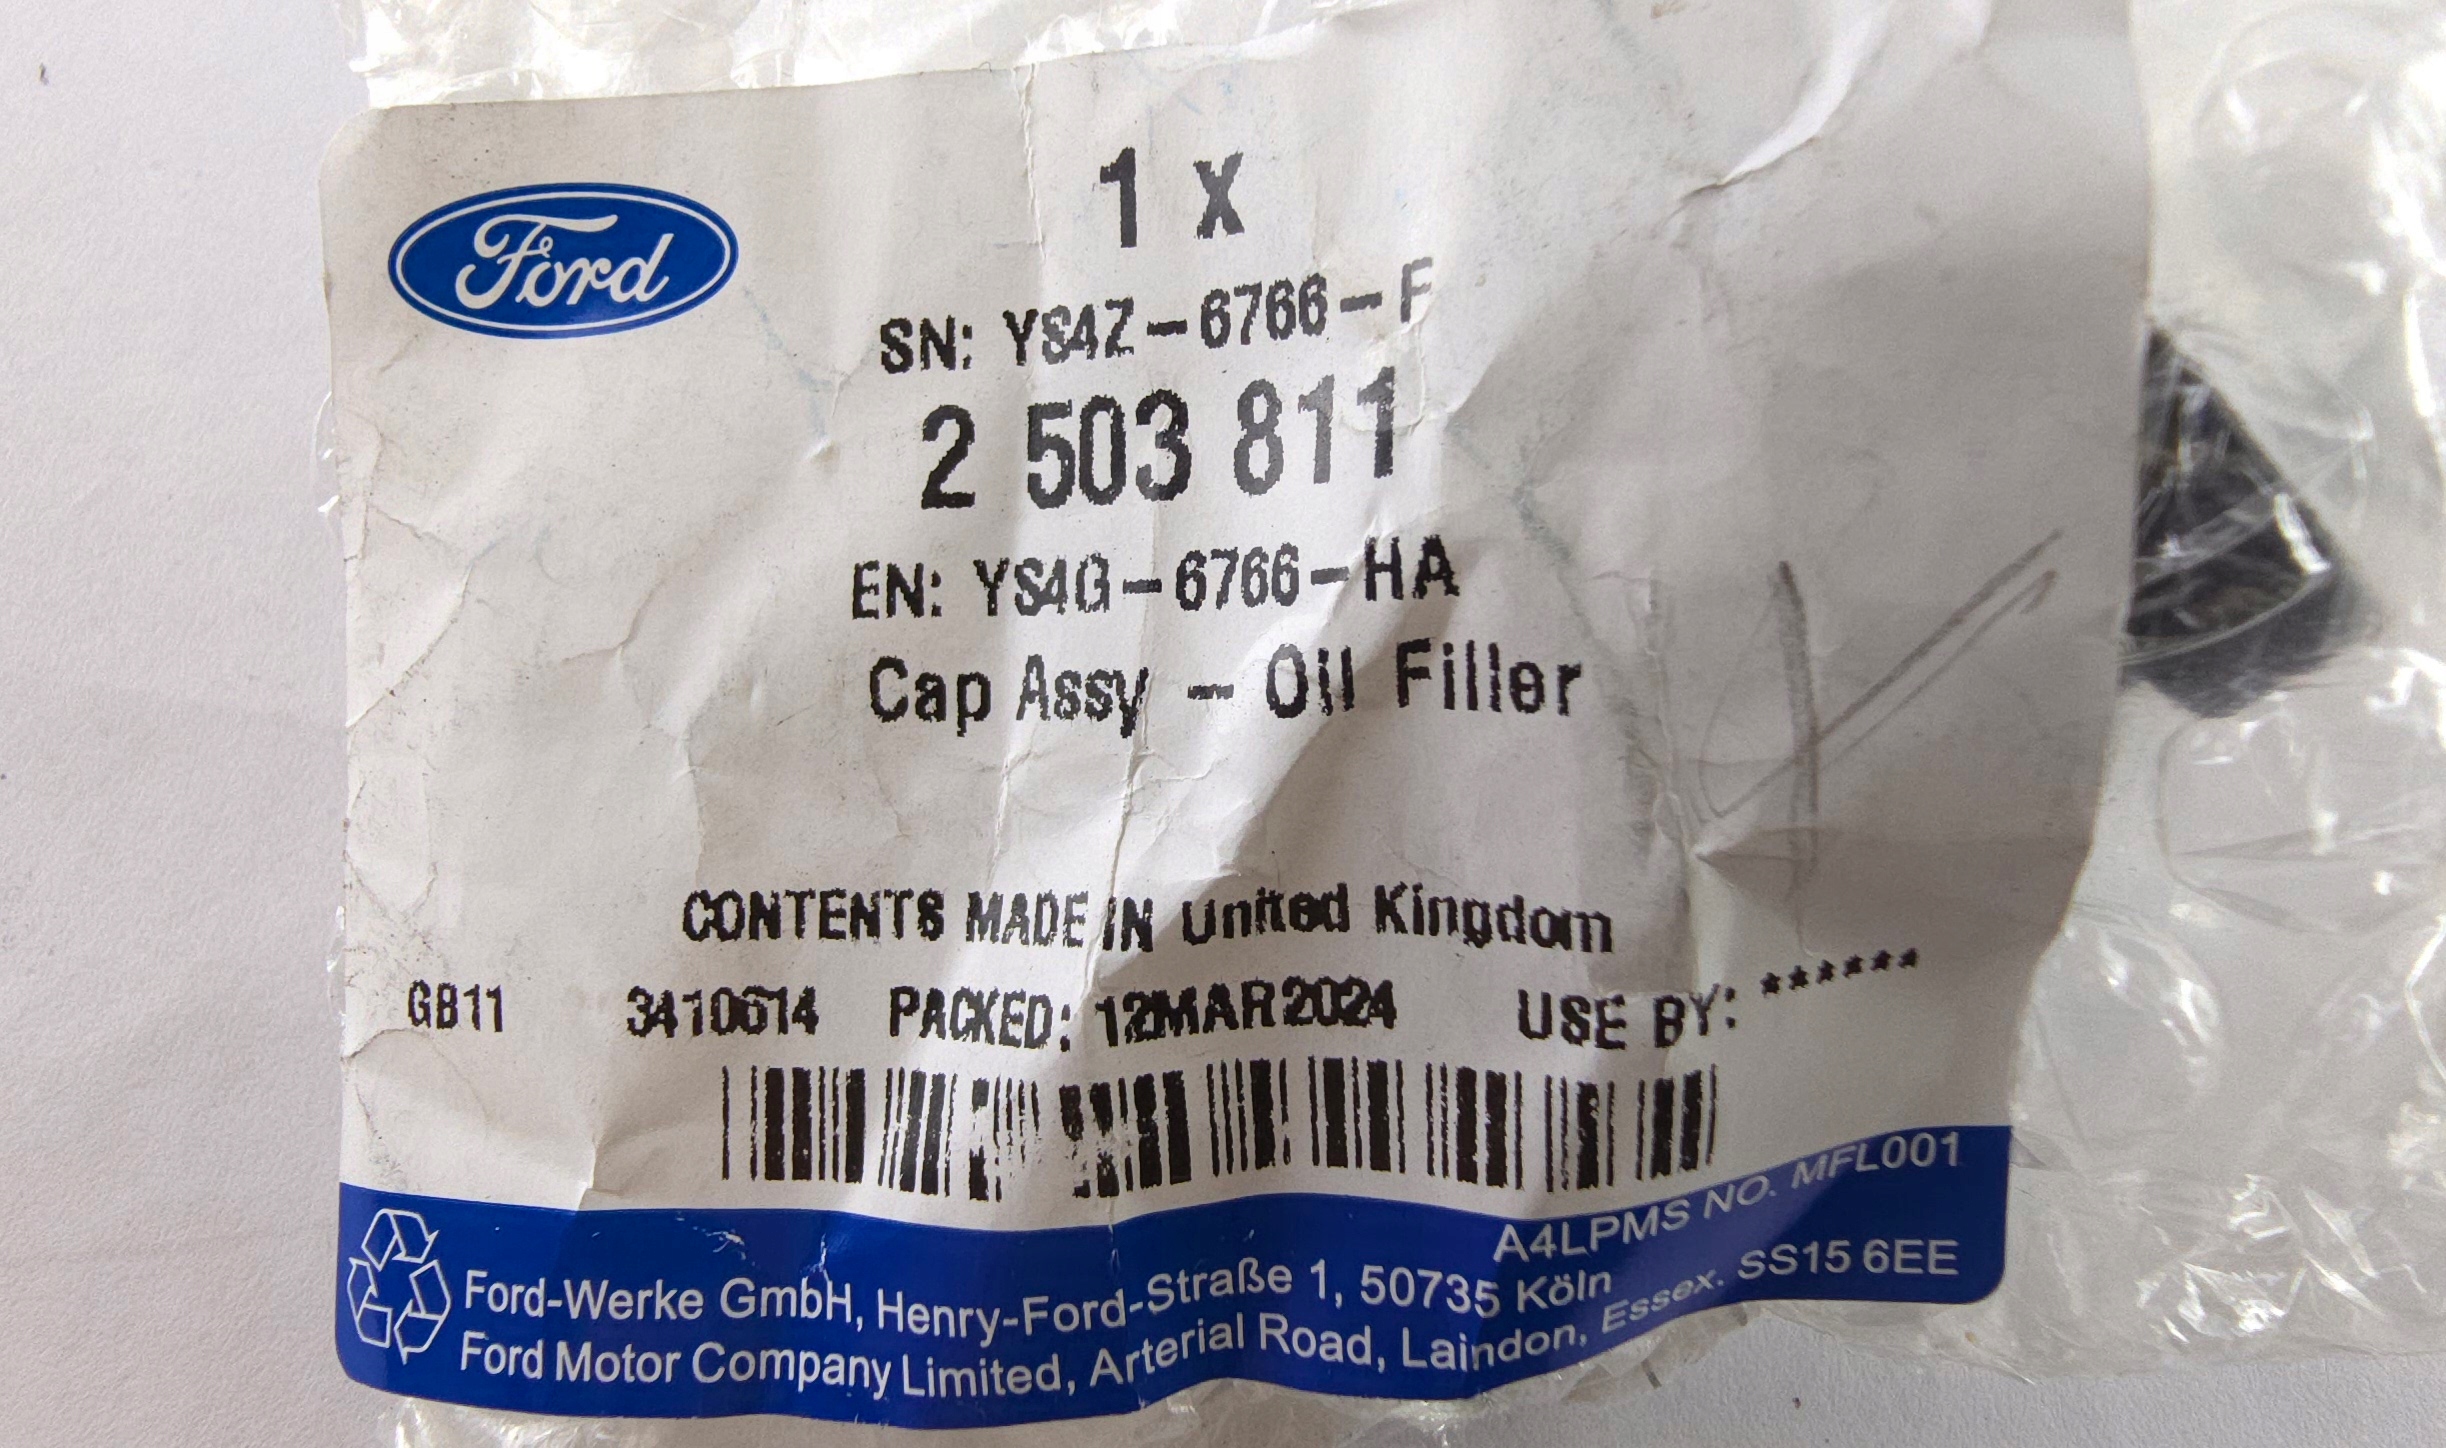 Ford
1 X
SN: YS4Z-6766-F
2 503 811
EN: YS4G-6766-HA
Cap Assy - Oil Filler
CONTENTS MADE IN United Kingdom
GB11 3410614 PACKED: 12MAR2024 USE BY: ******
A4LPMS NO. MFL001
Ford-Werke GmbH, Henry-Ford-Straße 1, 50735 Köln
Ford Motor Company Limited, Arterial Road, Laindon, Essex. SS15 6EE